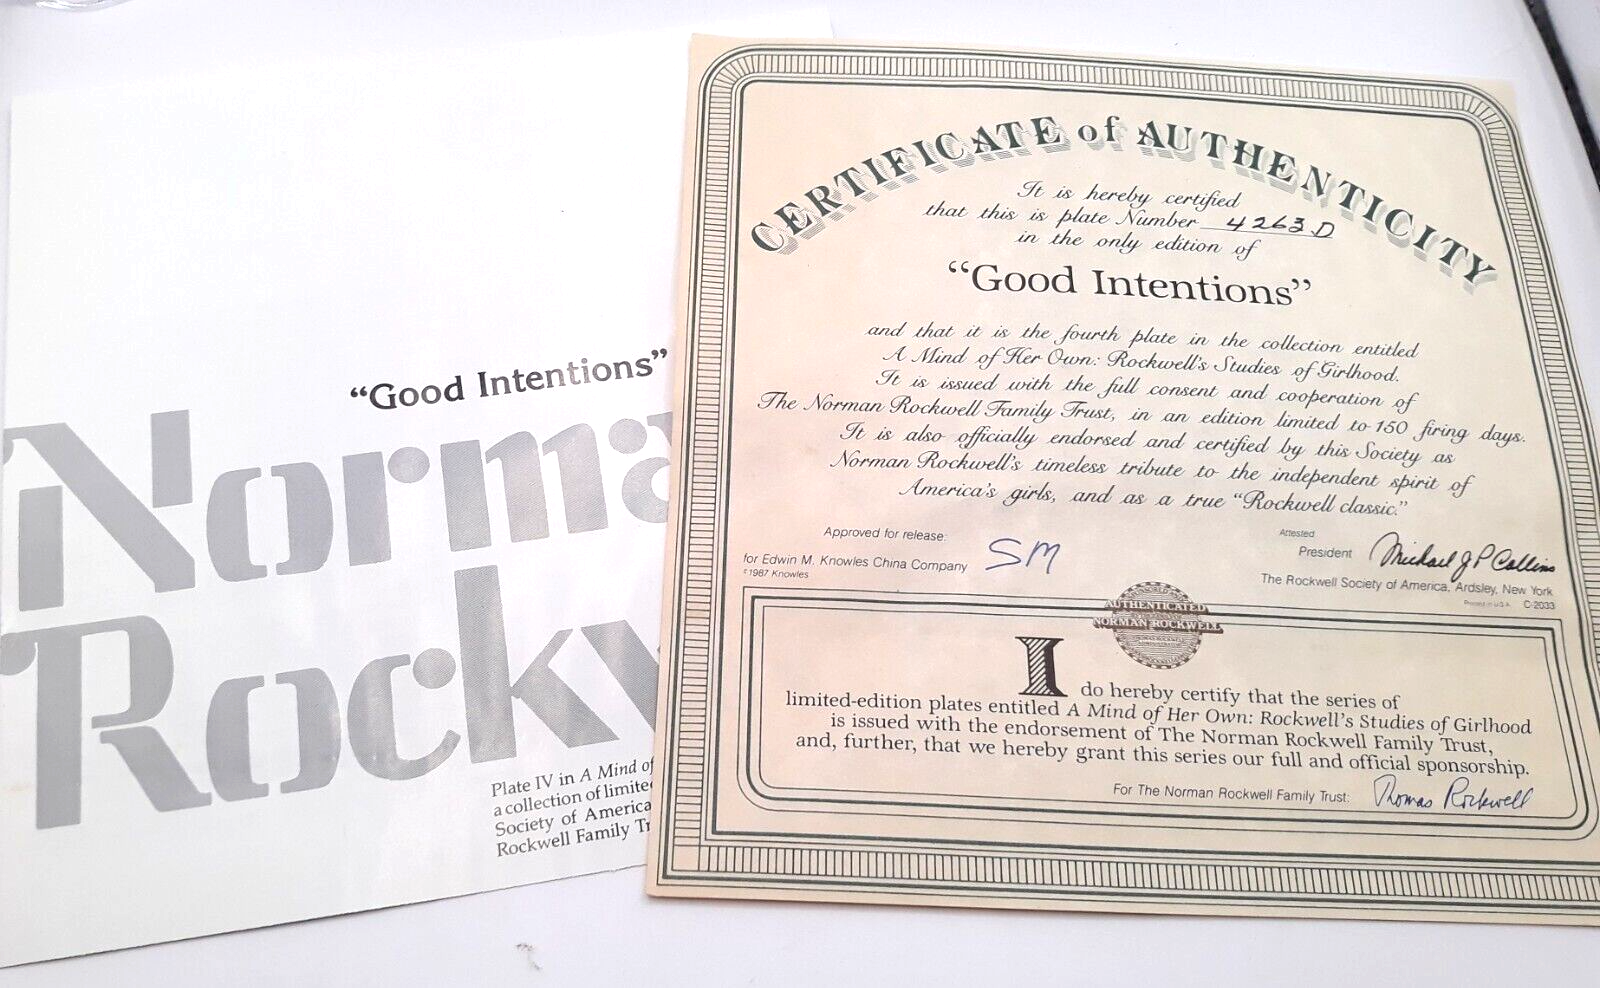 "Good Intentions"
Norma
Rockw
Plate IV in A Mind of
a collection of limited
Society of America
Rockwell Family Tr
CERTIFICATE of AUTHENTICITY
It is hereby certified
that this is plate Number 4263D
in the only edition of
"Good Intentions"
and that it is the fourth plate in the collection entitled
A Mind of Her Own: Rockwell's Studies of Girlhood.
It is issued with the full consent and cooperation of
The Norman Rockwell Family Trust, in an edition limited to 150 firing days.
It is also officially endorsed and certified by this Society as
Norman Rockwell's timeless tribute to the independent spirit of
America's girls, and as a true "Rockwell classic."
Approved for release:
for Edwin M. Knowles China Company SM
©1987 Knowles
Attested
President Michael J P Collins
The Rockwell Society of America, Ardsley, New York
Printed in U.S.A. C-2033
AUTHENTICATED
NORMAN ROCKWELL
I do hereby certify that the series of
limited-edition plates entitled A Mind of Her Own: Rockwell's Studies of Girlhood
is issued with the endorsement of The Norman Rockwell Family Trust,
and, further, that we hereby grant this series our full and official sponsorship.
For The Norman Rockwell Family Trust: Thomas Rockwell